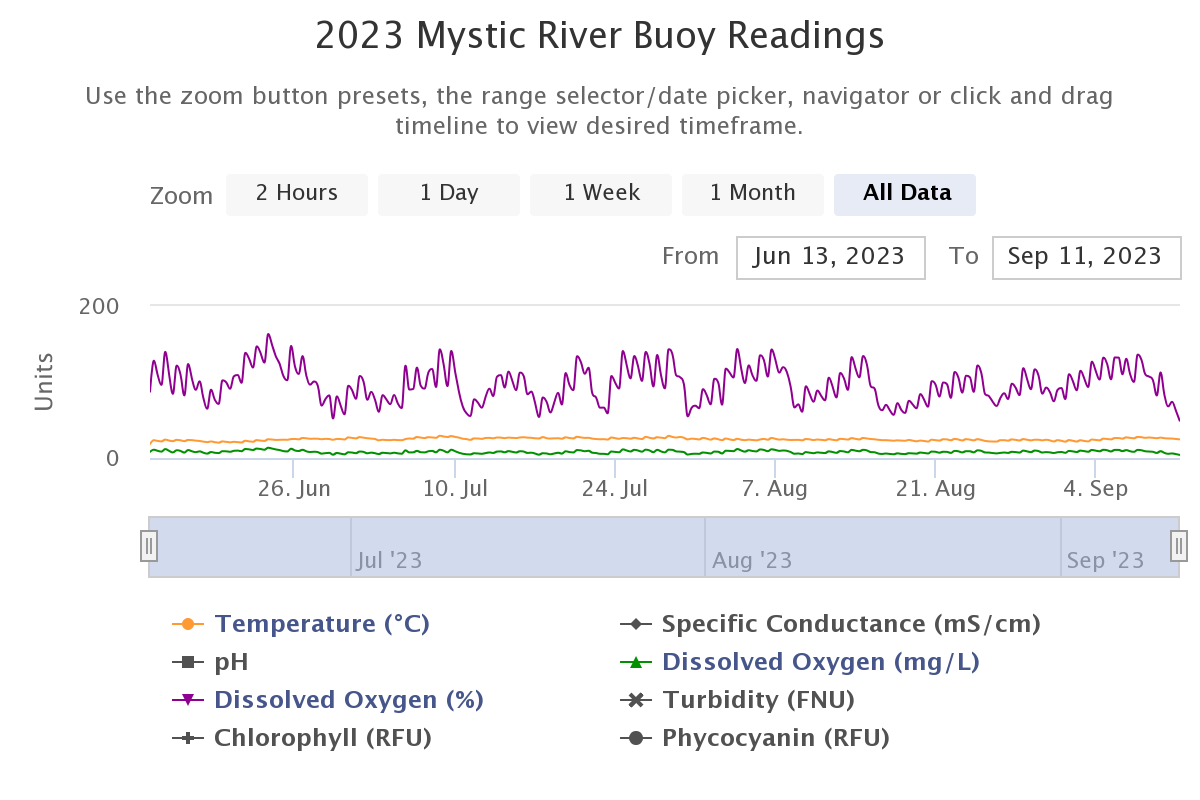 2023 Mystic River Buoy Readings
Use the zoom button presets, the range selector/date picker, navigator or click and drag
timeline to view desired timeframe.
Zoom 2 Hours 1 Day 1 Week 1 Month All Data
From Jun 13, 2023 To Sep 11, 2023
200
Units
0
26. Jun 10. Jul 24. Jul 7. Aug 21. Aug 4. Sep
Jul '23 Aug '23 Sep '23
Temperature (°C) Specific Conductance (mS/cm)
pH Dissolved Oxygen (mg/L)
Dissolved Oxygen (%) Turbidity (FNU)
Chlorophyll (RFU) Phycocyanin (RFU)